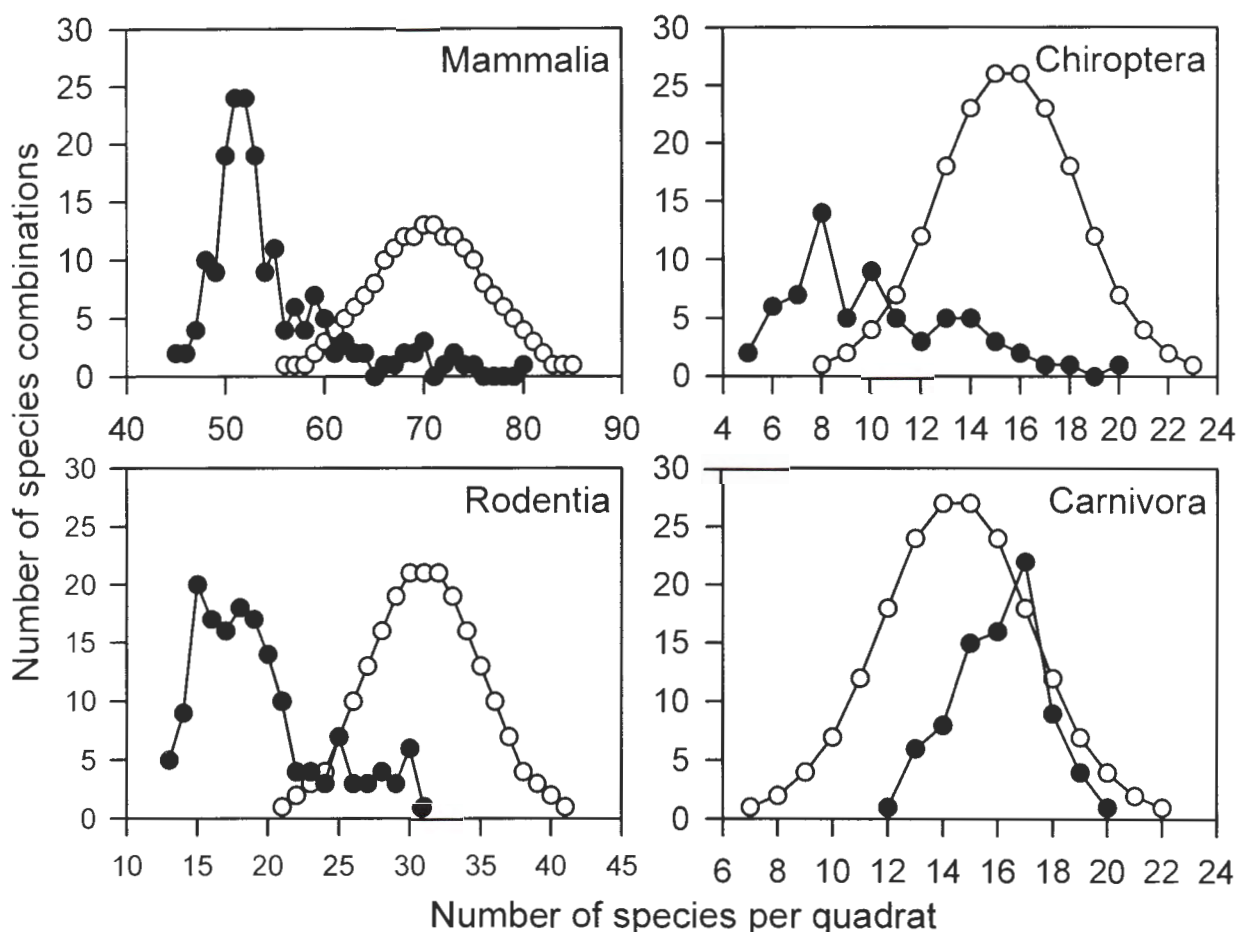 Number of species combinations
Mammalia
30
25
20
15
10
5
0
40 50 60 70 80 90
Chiroptera
30
25
20
15
10
5
0
4 6 8 10 12 14 16 18 20 22 24
Rodentia
30
25
20
15
10
5
0
10 15 20 25 30 35 40 45
Carnivora
30
25
20
15
10
5
0
6 8 10 12 14 16 18 20 22 24
Number of species per quadrat